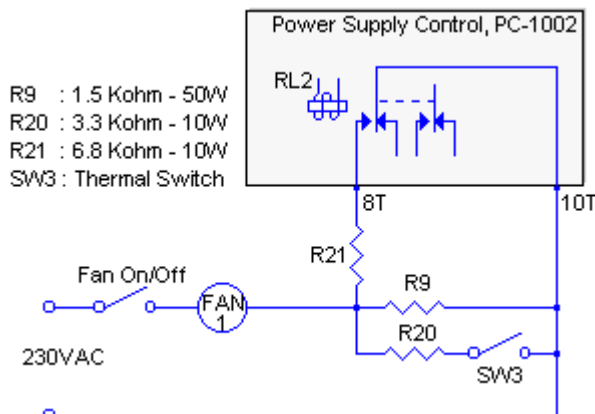 Power Supply Control, PC-1002
RL2
R9 : 1.5 Kohm - 50W
R20 : 3.3 Kohm - 10W
R21 : 6.8 Kohm - 10W
SW3 : Thermal Switch
8T
10T
R21
Fan On/Off
FAN
1
R9
R20
SW3
230VAC